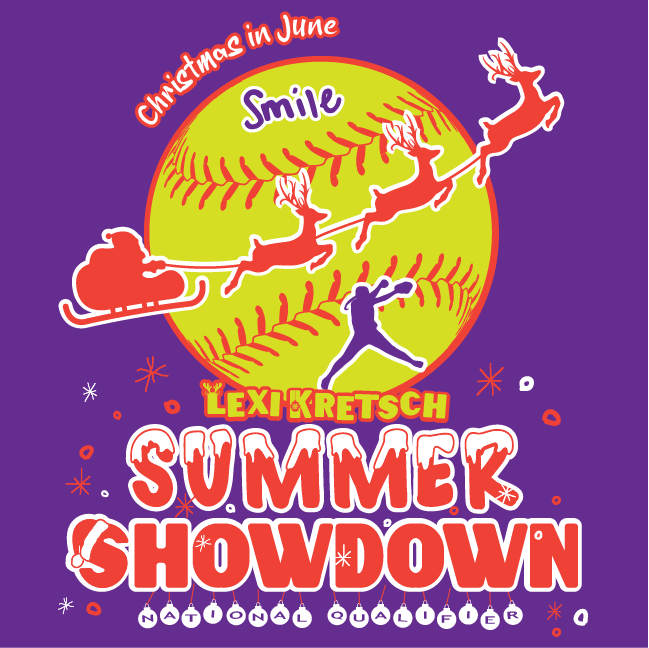 Christmas in June
Smile
LEXI KRETSCH
SUMMER
SHOWDOWN
NATIONAL QUALIFIER